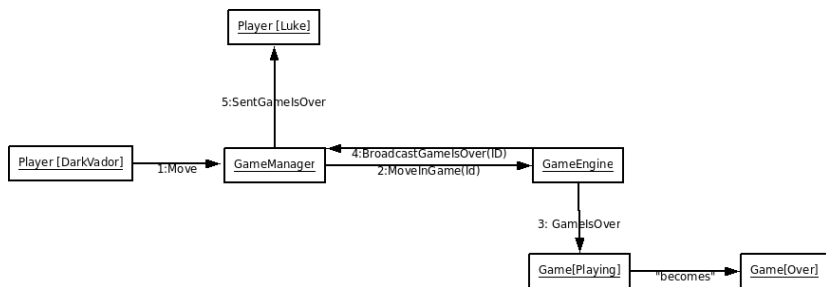 Player [Luke]
5:SentGameIsOver
Player [DarkVador]
1:Move
GameManager
4:BroadcastGameIsOver(ID)
2:MoveInGame(Id)
GameEngine
3: GameIsOver
Game[Playing]
"becomes"
Game[Over]